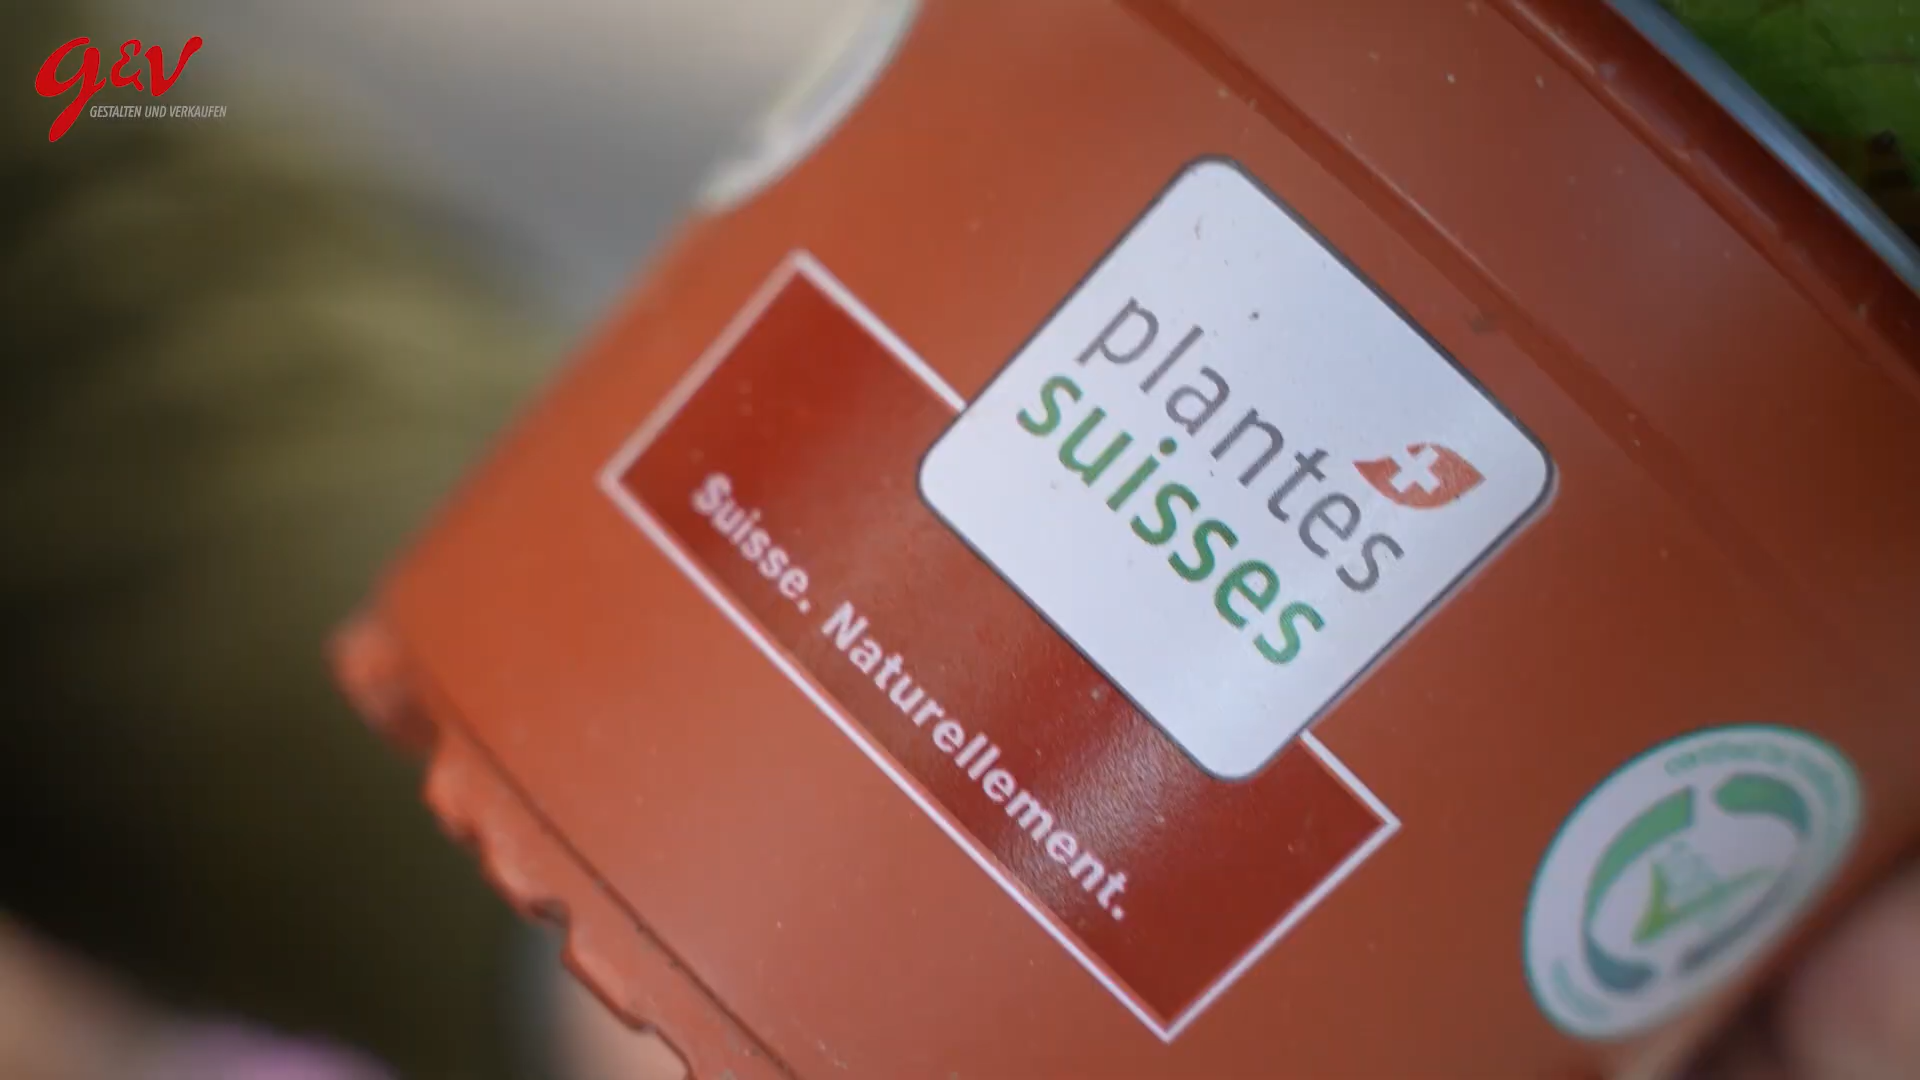 g&v
GESTALTEN UND VERKAUFEN
plantes
suisses
Suisse. Naturellement.